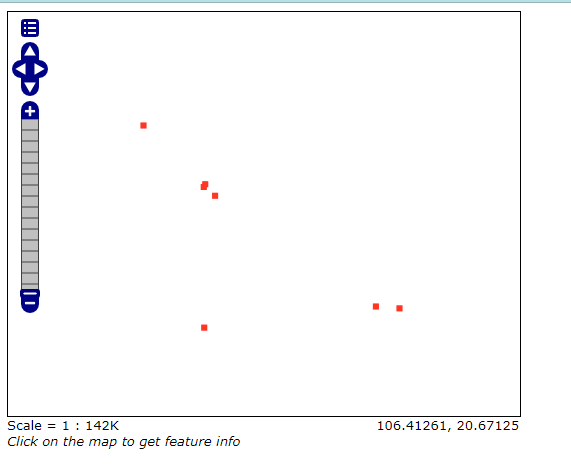 Scale = 1 : 142K
106.41261, 20.67125
Click on the map to get feature info